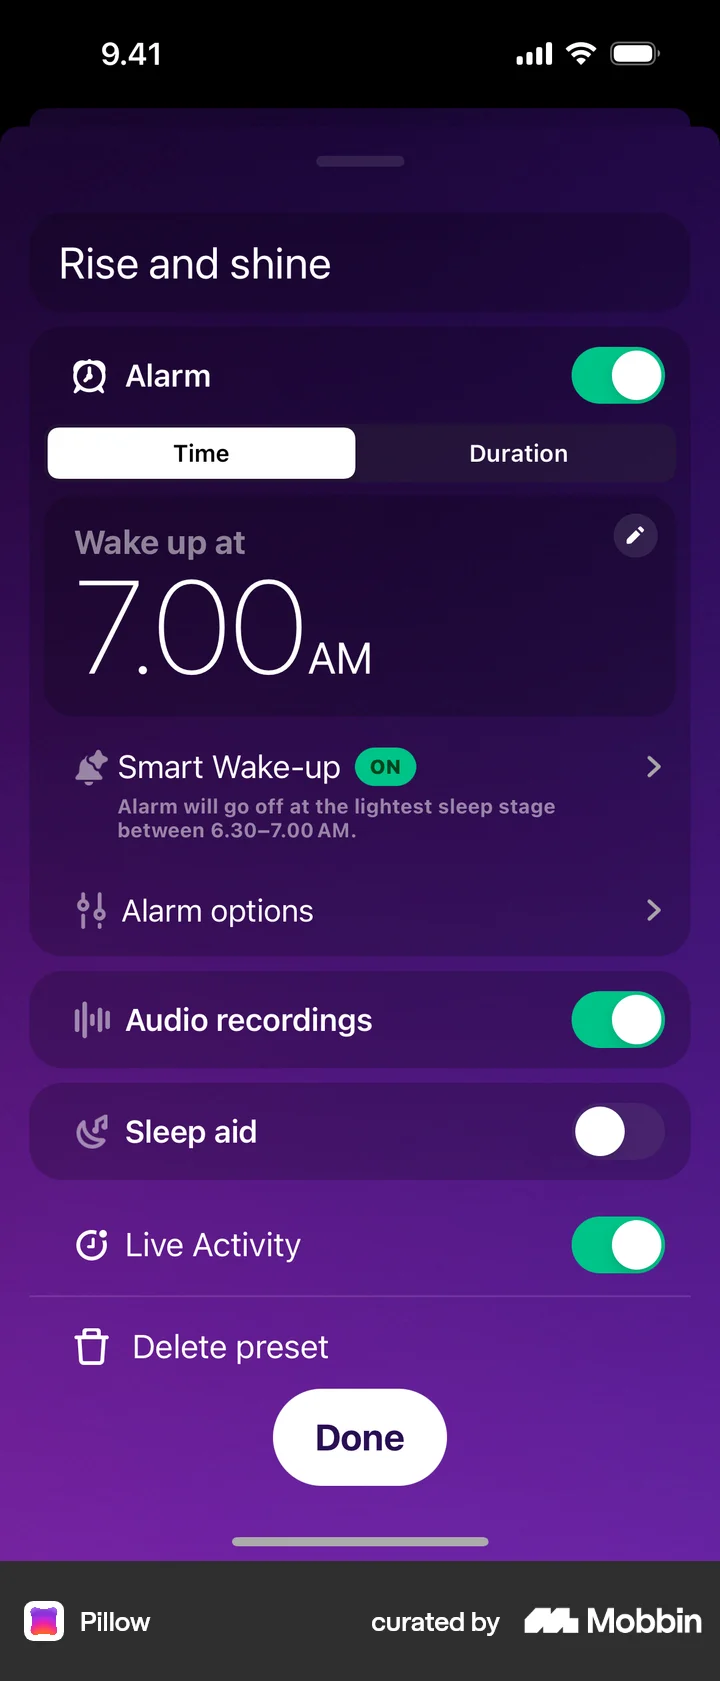 9.41
Rise and shine
Alarm
Time
Duration
Wake up at
7.00 AM
Smart Wake-up ON
Alarm will go off at the lightest sleep stage
between 6.30–7.00 AM.
Alarm options
Audio recordings
Sleep aid
Live Activity
Delete preset
Done
Pillow
curated by Mobbin